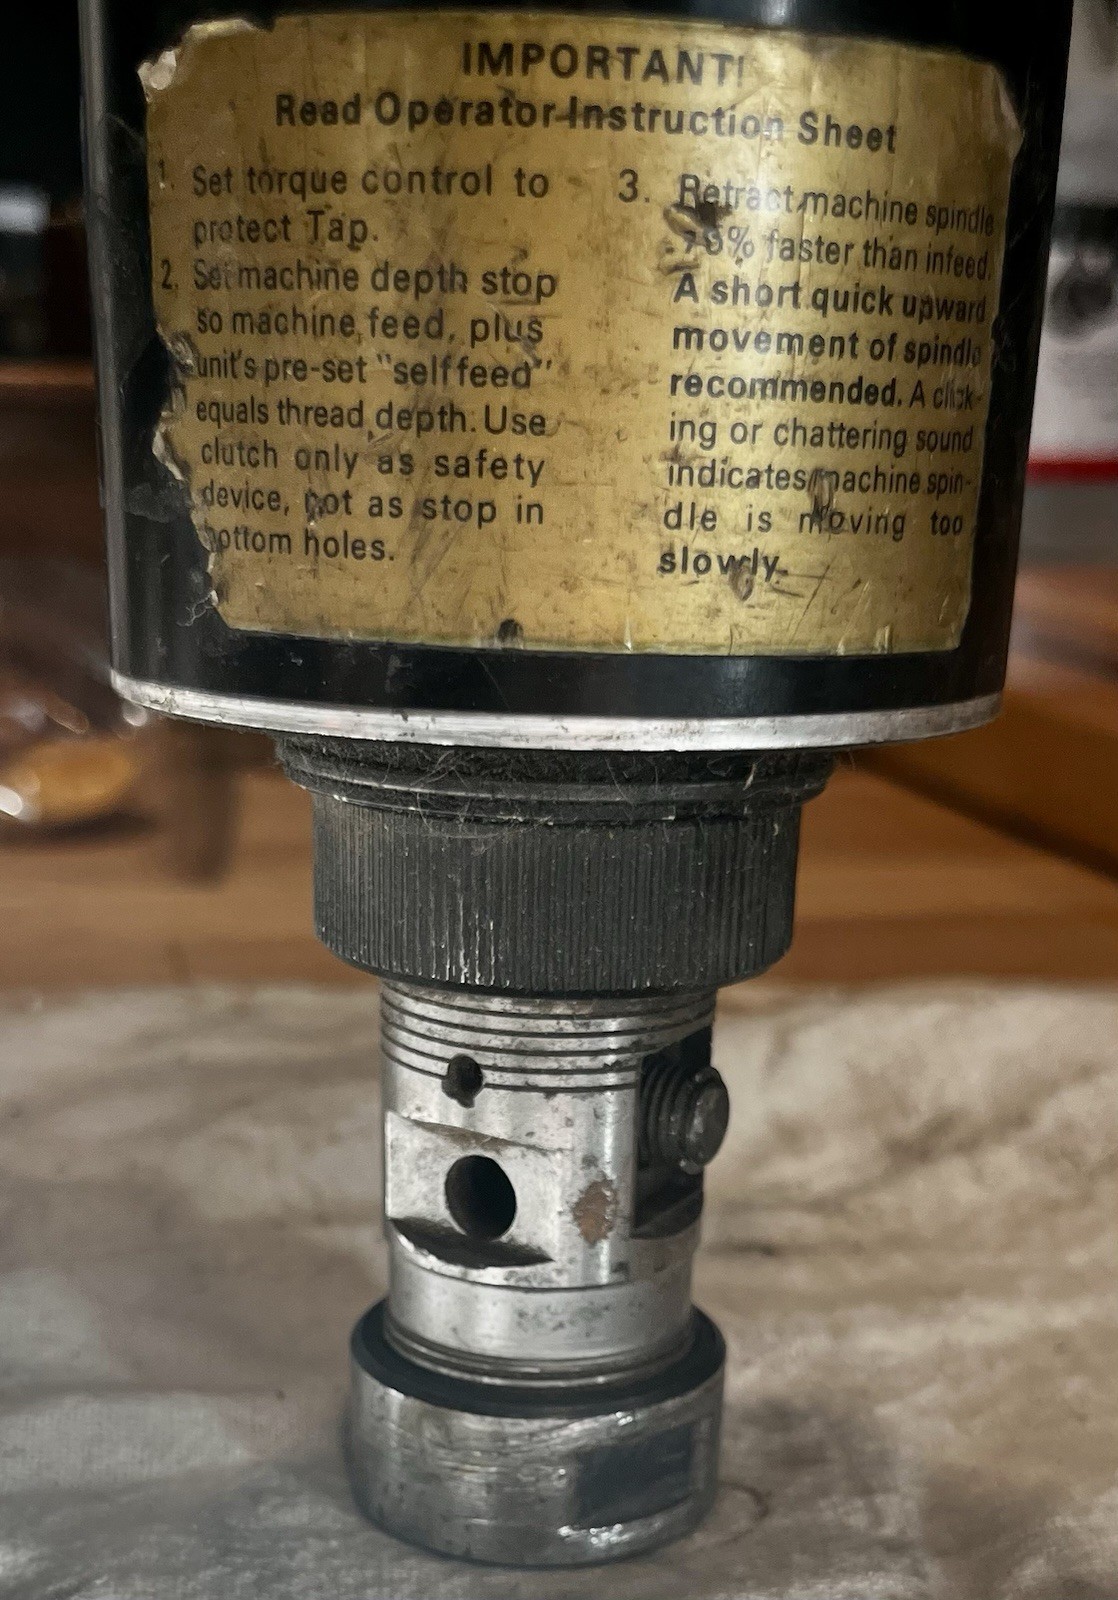 IMPORTANT!
Read Operator Instruction Sheet
1. Set torque control to
protect Tap.
2. Set machine depth stop
so machine feed, plus
unit's pre-set "self feed"
equals thread depth. Use
clutch only as safety
device, not as stop in
bottom holes.
3. Retract machine spindle
faster than infeed.
A short quick upward
movement of spindle
recommended. A click-
ing or chattering sound
indicates machine spin-
dle is moving too
slowly.